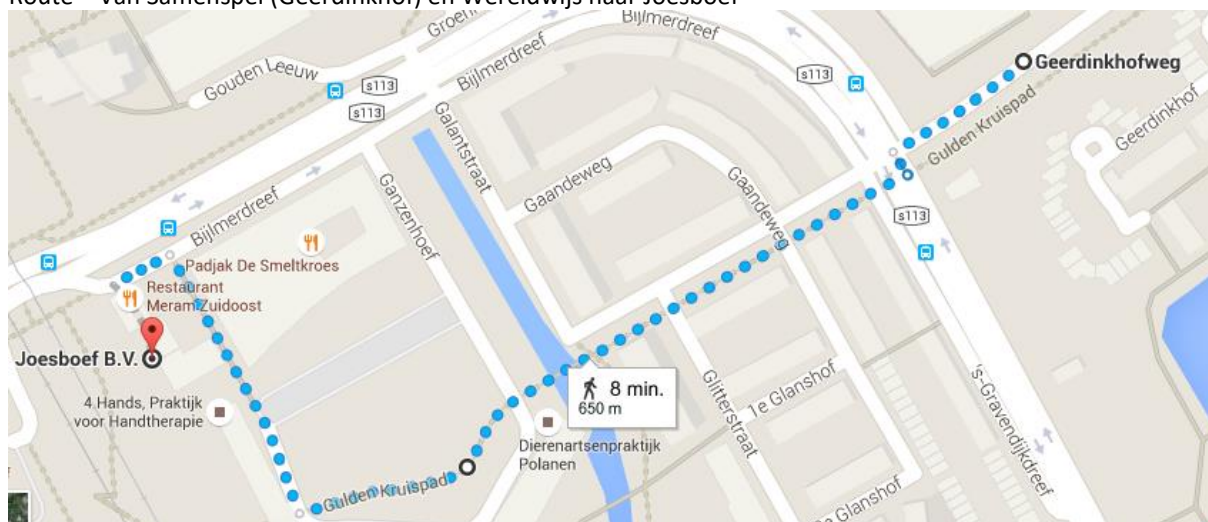 Route – Van Samenspel (Geerdinkhof) en Wereldwijs naar Joesboef
Groen
Bijlmerdreef
Gouden Leeuw
s113
s113
Bijlmerdreef
s113
Geerdinkhofweg
Gulden Kruispad
Geerdinkhof
Galantstraat
Gaandeweg
Gaandeweg
Ganzenhoef
s113
Bijlmerdreef
Padjak De Smeltkroes
Restaurant
Meram Zuidoost
Joesboef B.V.
8 min.
650 m
4.Hands, Praktijk
voor Handtherapie
Dierenartsenpraktijk
Polanen
Glitterstraat
1e Glanshof
's-Gravendijkdreef
Gulden Kruispad
e Glanshof